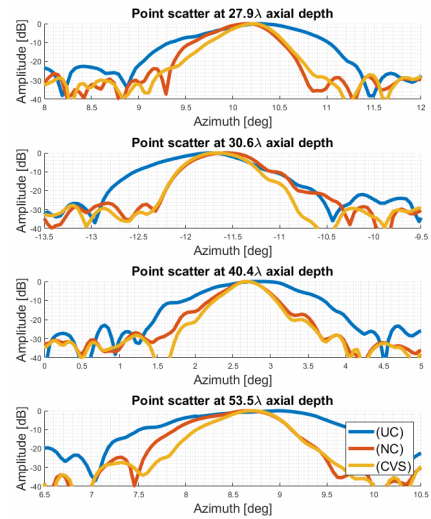 Point scatter at 27.9λ axial depth
Amplitude [dB]
0
-10
-20
-30
-40
8 8.5 9 9.5 10 10.5 11 11.5 12
Azimuth [deg]
Point scatter at 30.6λ axial depth
Amplitude [dB]
0
-10
-20
-30
-40
-13.5 -13 -12.5 -12 -11.5 -11 -10.5 -10 -9.5
Azimuth [deg]
Point scatter at 40.4λ axial depth
Amplitude [dB]
0
-10
-20
-30
-40
0 0.5 1 1.5 2 2.5 3 3.5 4 4.5 5
Azimuth [deg]
Point scatter at 53.5λ axial depth
Amplitude [dB]
0
-10
-20
-30
-40
(UC)
(NC)
(CVS)
6.5 7 7.5 8 8.5 9 9.5 10 10.5
Azimuth [deg]